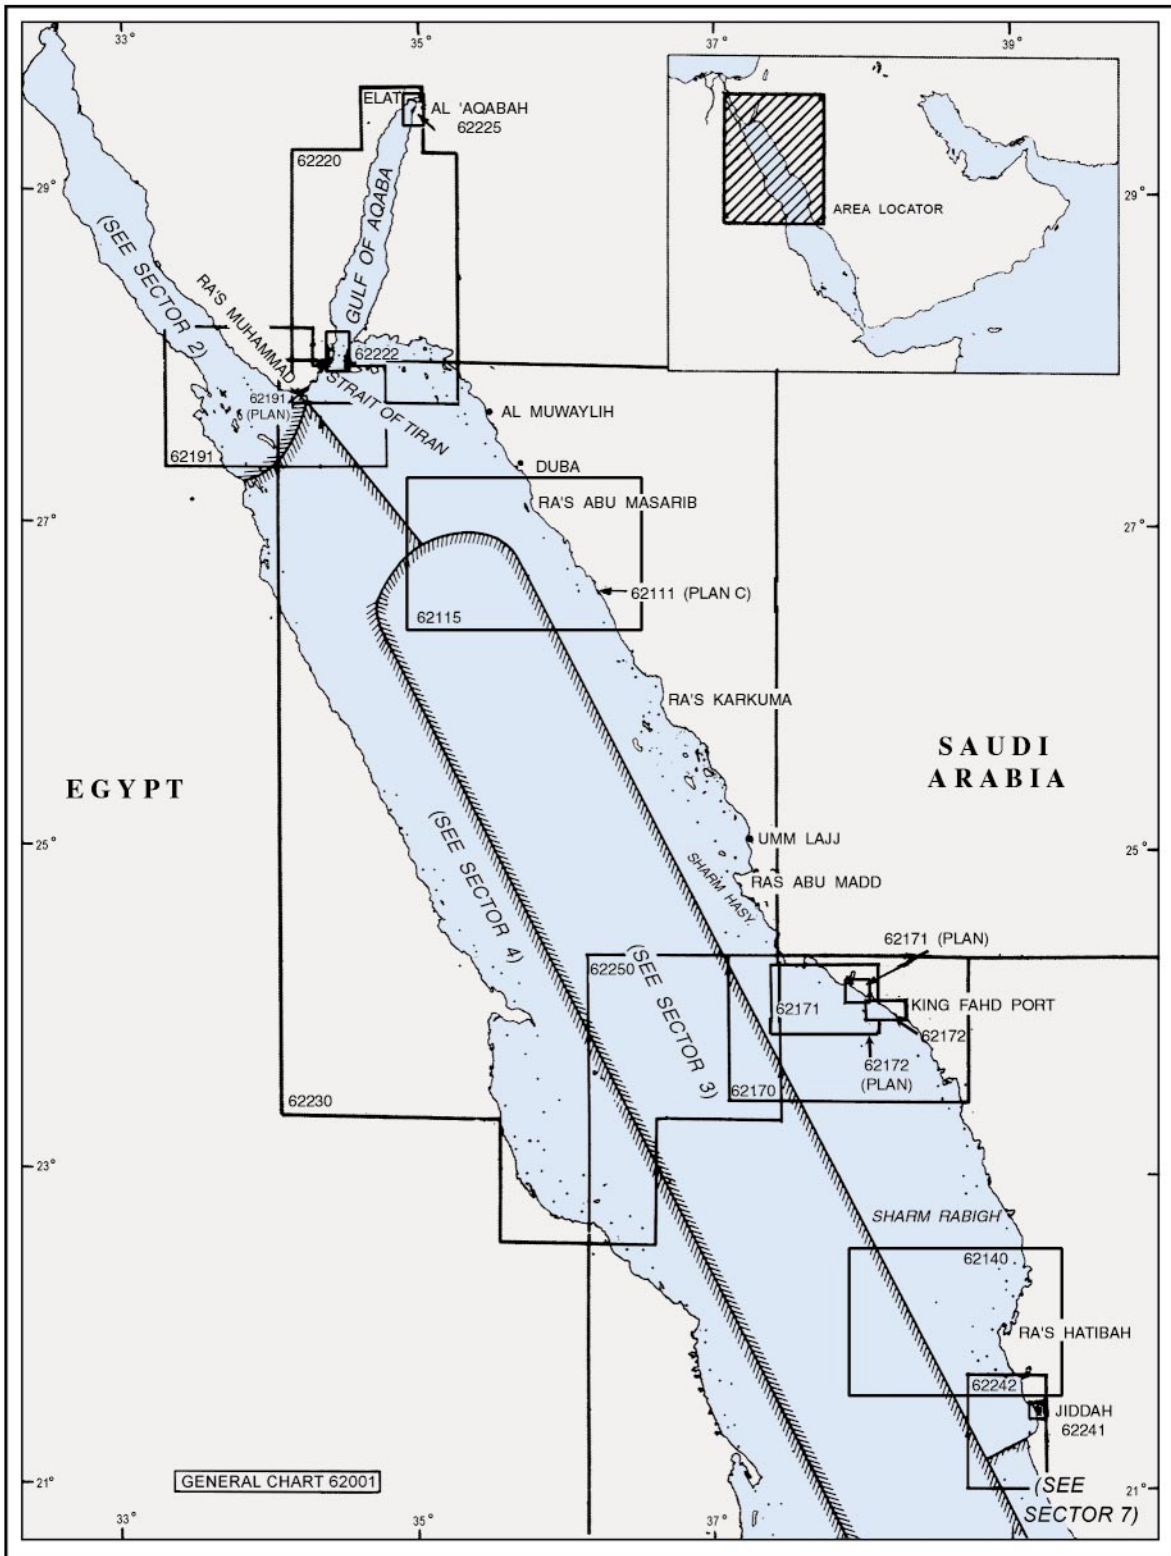 33°
35°
37°
39°
ELAT
AL 'AQABAH
62225
62220
29°
29°
AREA LOCATOR
(SEE SECTOR 2)
GULF OF AQABA
RA'S MUHAMMAD
62222
STRAIT OF TIRAN
62191
(PLAN)
AL MUWAYLIH
62191
DUBA
RA'S ABU MASARIB
27°
27°
62111 (PLAN C)
62115
RA'S KARKUMA
SAUDI
ARABIA
EGYPT
25°
25°
UMM LAJJ
SHARM HASY.
RAS ABU MADD
(SEE SECTOR 4)
62171 (PLAN)
(SEE SECTOR 3)
62250
62171
KING FAHD PORT
62172
62172
(PLAN)
62170
62230
23°
SHARM RABIGH
62140
RA'S HATIBAH
62242
JIDDAH
62241
GENERAL CHART 62001
21°
21°
(SEE
SECTOR 7)
33°
35°
37°